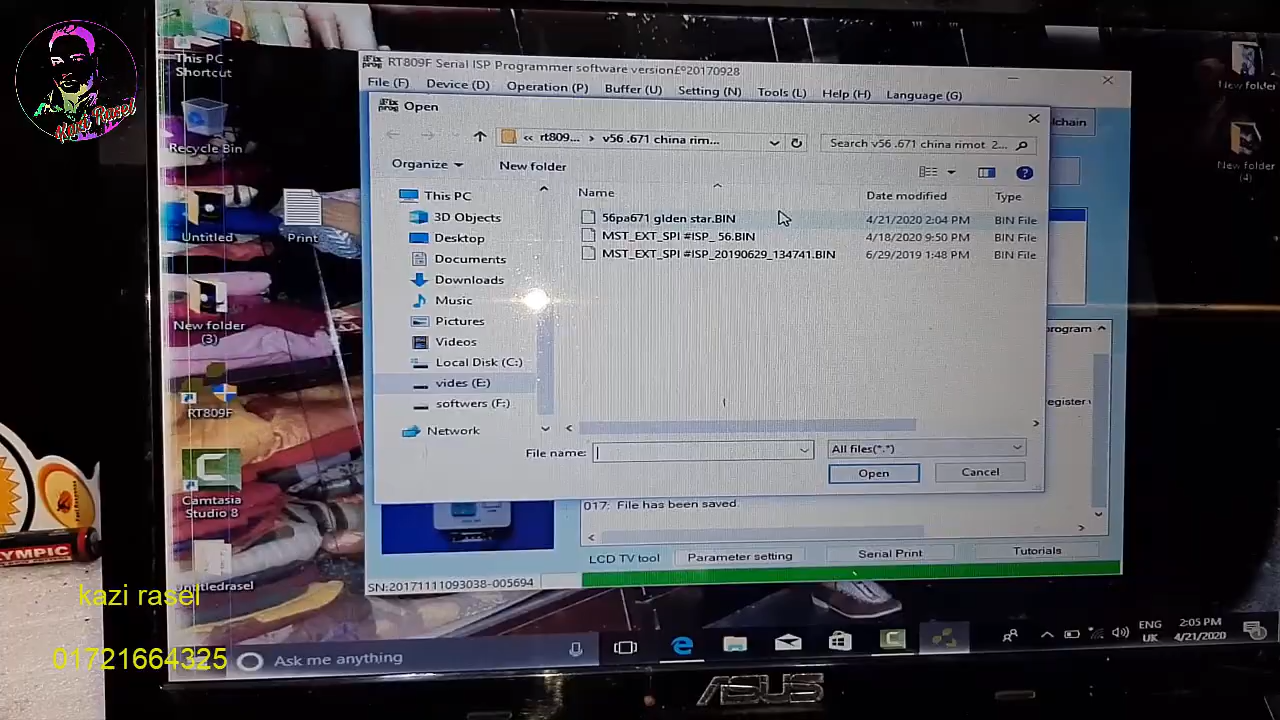 Kazi Rasel
This PC - Shortcut
Recycle Bin
Untitled
Print
New folder (3)
RT809F
Camtasia Studio 8
Untitledrasel
New folder
New folder (4)
RT809F Serial ISP Programmer software version£º20170928
File (F) Device (D) Operation (P) Buffer (U) Setting (N) Tools (L) Help (H) Language (G)
Open
« rt809... › v56 .671 china rim...
Search v56 .671 china rimot 2...
Organize New folder
Name Date modified Type
56pa671 glden star.BIN 4/21/2020 2:04 PM BIN File
MST_EXT_SPI #ISP_ 56.BIN 4/18/2020 9:50 PM BIN File
MST_EXT_SPI #ISP_20190629_134741.BIN 6/29/2019 1:48 PM BIN File
This PC
3D Objects
Desktop
Documents
Downloads
Music
Pictures
Videos
Local Disk (C:)
vides (E:)
softwers (F:)
Network
File name:
All files(*.*)
Open Cancel
lchain
program
register
017: File has been saved.
LCD TV tool Parameter setting Serial Print Tutorials
SN:20171111093038-005694
YMPIC
kazi rasel
01721664325
Ask me anything
ENG
UK
2:05 PM
4/21/2020
ASUS